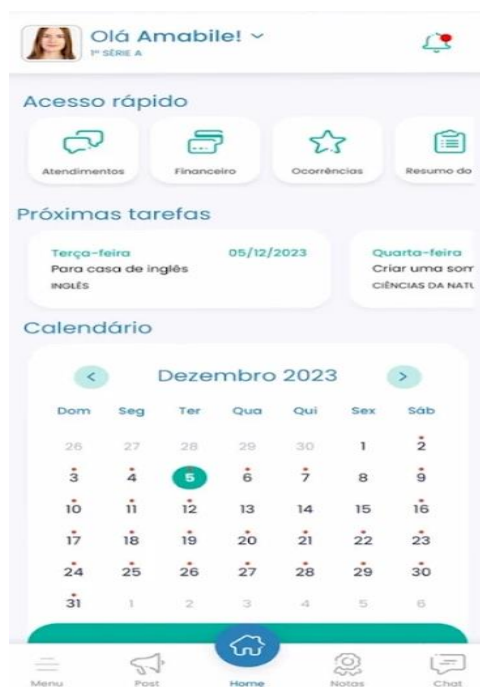 Olá Amabile!
1ª SÉRIE A
Acesso rápido
Atendimentos Financeiro Ocorrências Resumo do
Próximas tarefas
Terça-feira 05/12/2023 Quarta-feira
Para casa de inglês Criar uma som
INGLÊS CIÊNCIAS DA NATU
Calendário
Dezembro 2023
Dom Seg Ter Qua Qui Sex Sáb
26 27 28 29 30 1 2
3 4 5 6 7 8 9
10 11 12 13 14 15 16
17 18 19 20 21 22 23
24 25 26 27 28 29 30
31 1 2 3 4 5 6
Menu Post Home Notas Chat